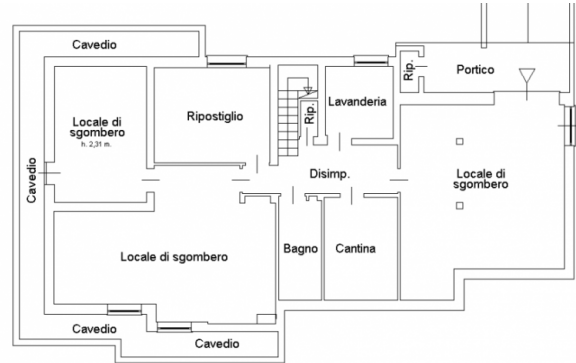 Cavedio
Rip.
Portico
Locale di
sgombero
h. 2,31 m.
Ripostiglio
Rip.
Lavanderia
Cavedio
Disimp.
Locale di
sgombero
Locale di sgombero
Bagno
Cantina
Cavedio
Cavedio